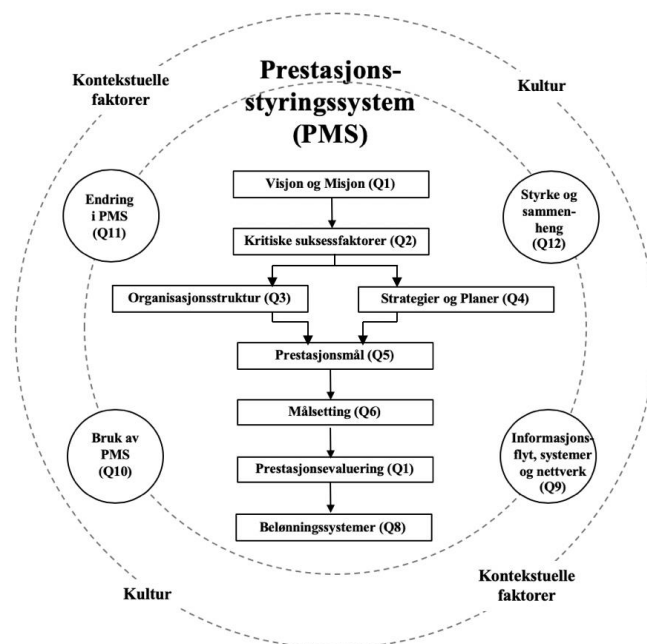 Prestasjons-
styringssystem
(PMS)
Kontekstuelle
faktorer
Kultur
Visjon og Misjon (Q1)
Endring
i PMS
(Q11)
Styrke og
sammen-
heng
(Q12)
Kritiske suksessfaktorer (Q2)
Organisasjonsstruktur (Q3)
Strategier og Planer (Q4)
Prestasjonsmål (Q5)
Målsetting (Q6)
Bruk av
PMS
(Q10)
Informasjons-
flyt, systemer
og nettverk
(Q9)
Prestasjonsevaluering (Q1)
Belønningssystemer (Q8)
Kultur
Kontekstuelle
faktorer